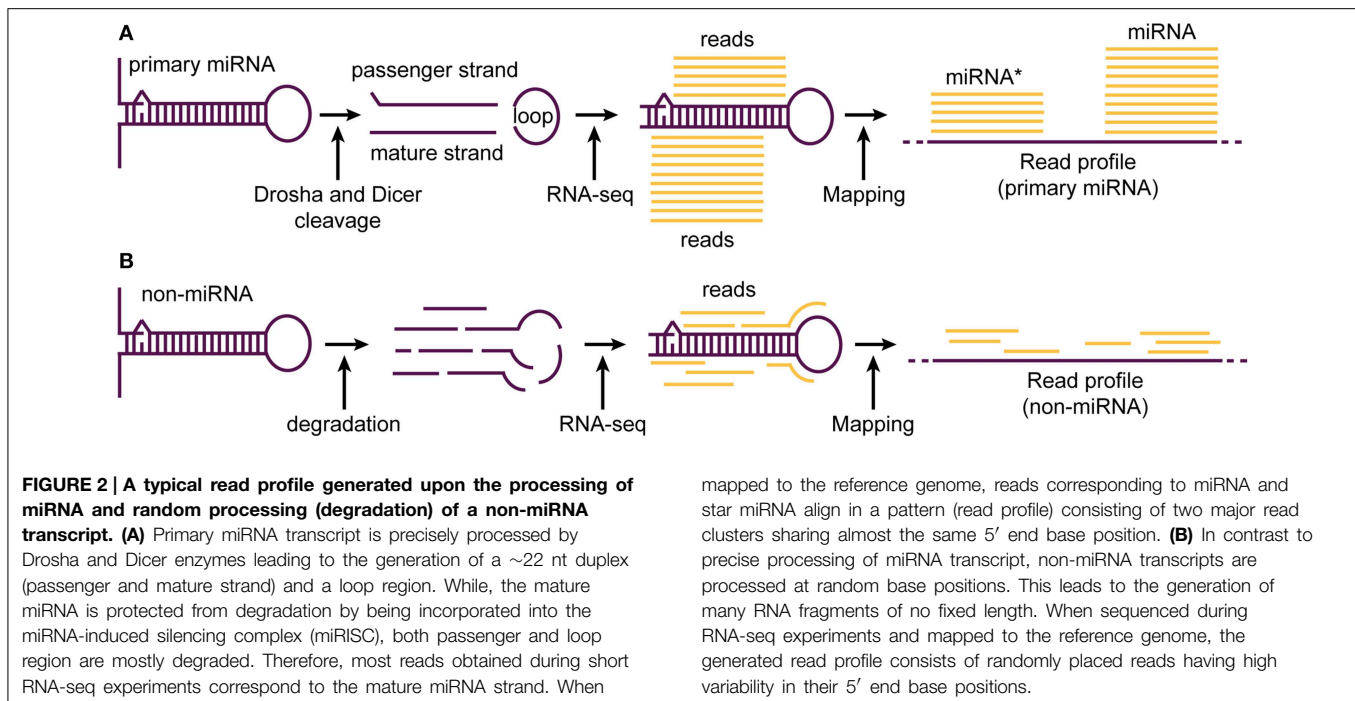 A
primary miRNA
passenger strand
loop
mature strand
Drosha and Dicer
cleavage
reads
RNA-seq
reads
Mapping
miRNA*
miRNA
Read profile
(primary miRNA)
B
non-miRNA
degradation
reads
RNA-seq
Mapping
Read profile
(non-miRNA)
FIGURE 2 | A typical read profile generated upon the processing of
miRNA and random processing (degradation) of a non-miRNA
transcript. (A) Primary miRNA transcript is precisely processed by
Drosha and Dicer enzymes leading to the generation of a ~22 nt duplex
(passenger and mature strand) and a loop region. While, the mature
miRNA is protected from degradation by being incorporated into the
miRNA-induced silencing complex (miRISC), both passenger and loop
region are mostly degraded. Therefore, most reads obtained during short
RNA-seq experiments correspond to the mature miRNA strand. When
mapped to the reference genome, reads corresponding to miRNA and
star miRNA align in a pattern (read profile) consisting of two major read
clusters sharing almost the same 5′ end base position. (B) In contrast to
precise processing of miRNA transcript, non-miRNA transcripts are
processed at random base positions. This leads to the generation of
many RNA fragments of no fixed length. When sequenced during
RNA-seq experiments and mapped to the reference genome, the
generated read profile consists of randomly placed reads having high
variability in their 5′ end base positions.